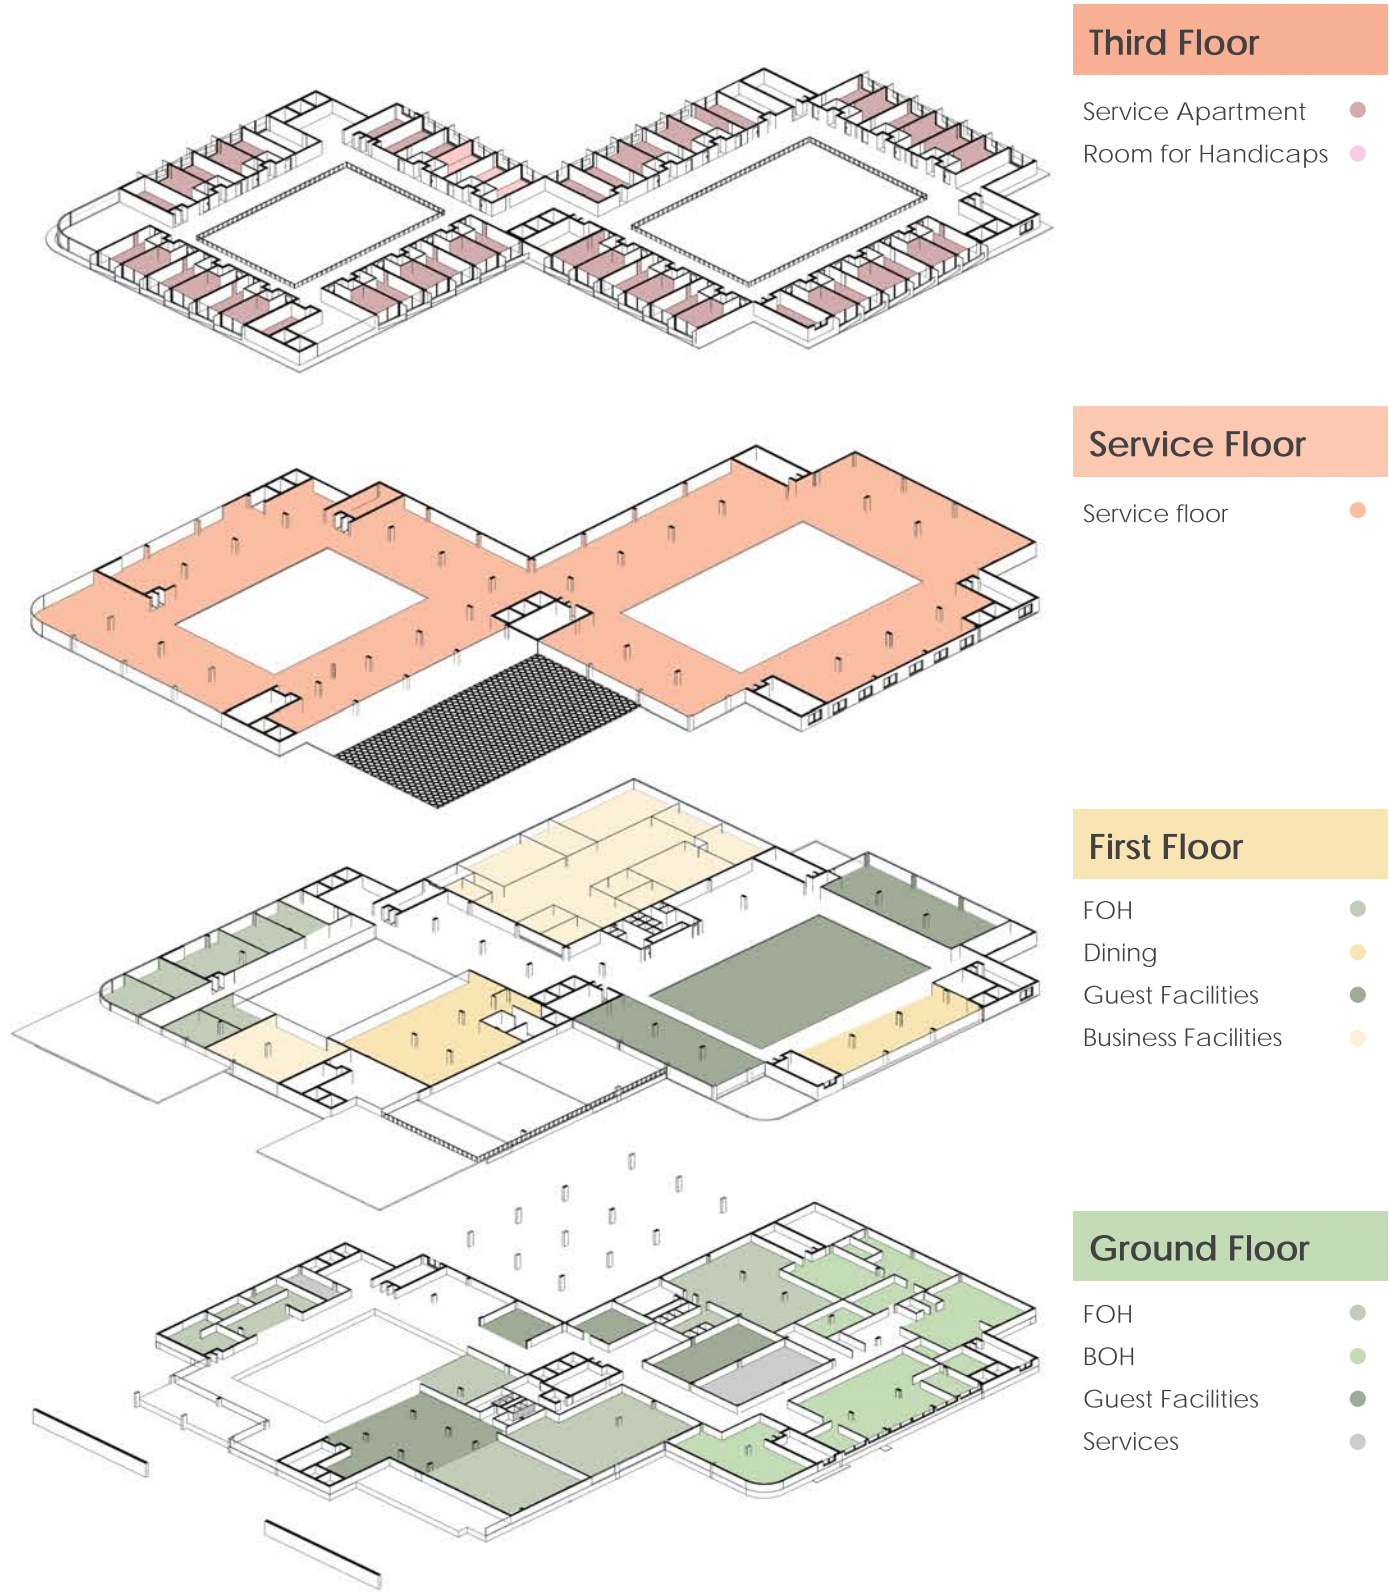 Third Floor
Service Apartment
Room for Handicaps
Service Floor
Service floor
First Floor
FOH
Dining
Guest Facilities
Business Facilities
Ground Floor
FOH
BOH
Guest Facilities
Services